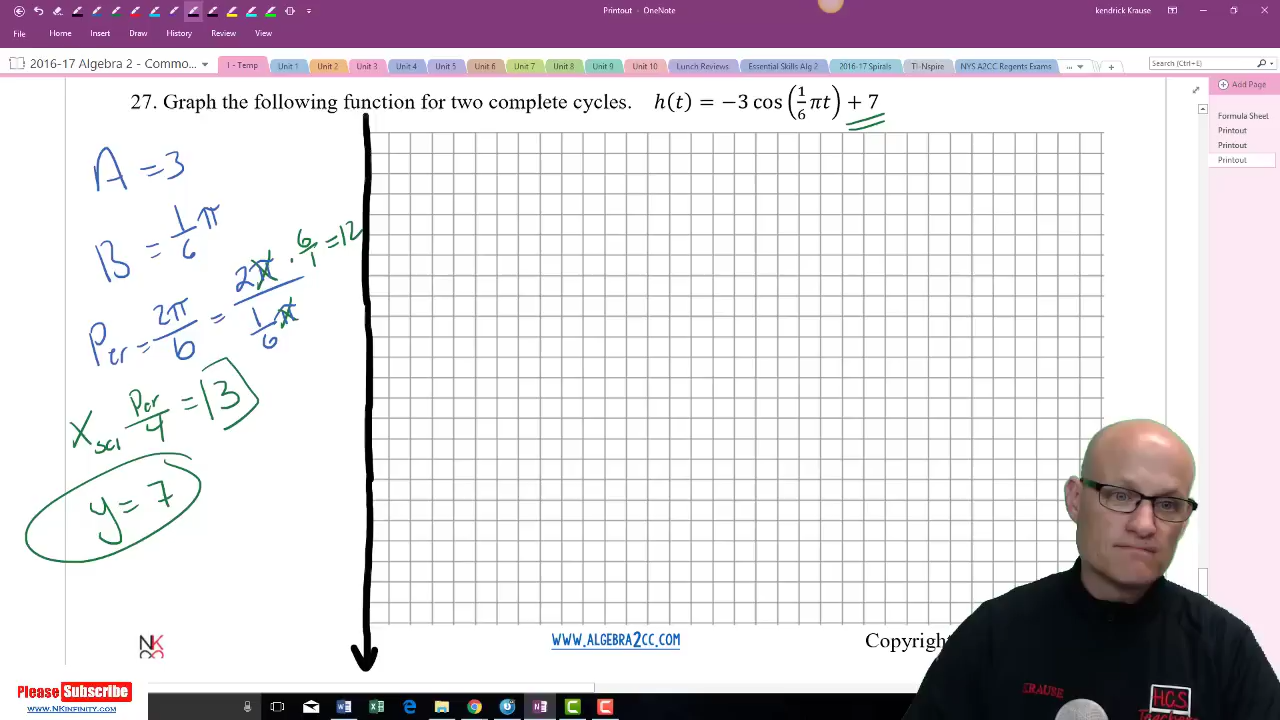 Printout - OneNote
kendrick Krause
File Home Insert Draw History Review View
2016-17 Algebra 2 - Commo...
1 - Temp Unit 1 Unit 2 Unit 3 Unit 4 Unit 5 Unit 6 Unit 7 Unit 8 Unit 9 Unit 10 Lunch Reviews Essential Skills Alg 2 2016-17 Spirals TI-Nspire NYS A2CC Regents Exams ...
Search (Ctrl+E)
Add Page
Formula Sheet
Printout
Printout
Printout
27. Graph the following function for two complete cycles. h(t) = −3 cos(1/6 πt) + 7
A = 3
B = 1/6 π
Per = 2π/b = 2π/(1/6 π) · 6/1 = 12
Xscl Per/4 = 3
y = 7
NK
WWW.ALGEBRA2CC.COM
Copyright
Please Subscribe
WWW.NKINFINITY.COM
KRAUSE
H.C.S
Teachers